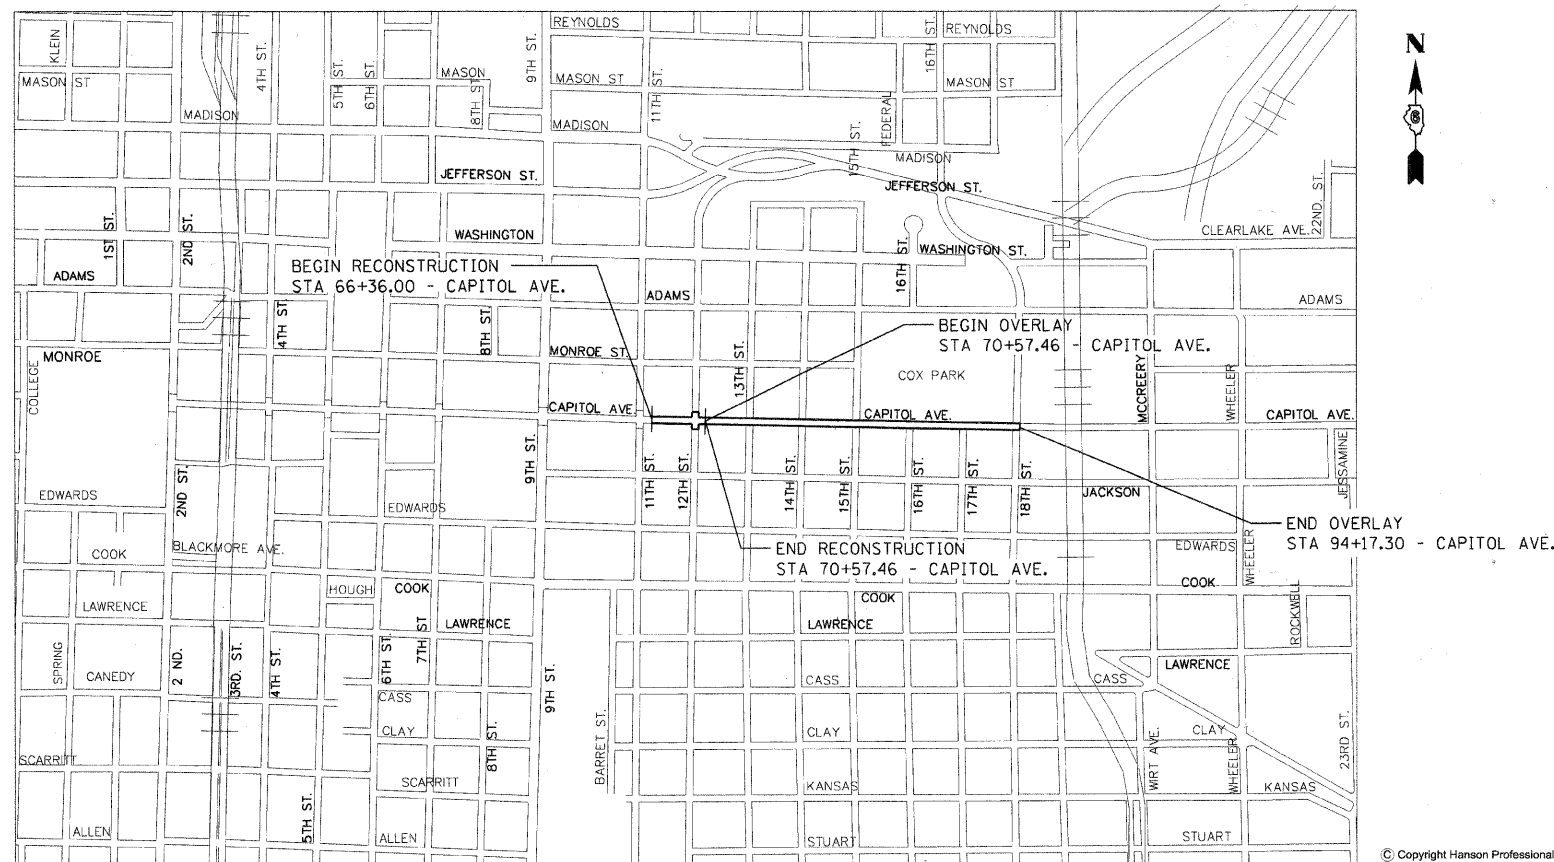 REYNOLDS
REYNOLDS
KLEIN
4TH ST.
5TH ST.
6TH ST.
MASON
8TH ST
9TH ST.
MASON ST
11TH ST.
16TH ST.
MASON ST
N
MASON ST
MADISON
MADISON
FEDERAL
15TH ST.
MADISON
6
JEFFERSON ST.
JEFFERSON ST.
22ND. ST.
1ST ST.
2ND ST.
WASHINGTON
WASHINGTON ST.
CLEARLAKE AVE.
BEGIN RECONSTRUCTION
STA 66+36.00 - CAPITOL AVE.
ADAMS
ADAMS
16TH ST.
ADAMS
4TH ST.
8TH ST.
BEGIN OVERLAY
STA 70+57.46 - CAPITOL AVE.
MONROE
MONROE ST.
13TH ST.
COX PARK
COLLEGE
MCCREERY
WHEELER
CAPITOL AVE.
CAPITOL AVE.
CAPITOL AVE.
9TH ST.
11TH ST.
12TH ST.
14TH ST.
15TH ST.
16TH ST.
17TH ST.
18TH ST.
JESSAMINE
2ND ST.
EDWARDS
EDWARDS
JACKSON
END OVERLAY
STA 94+17.30 - CAPITOL AVE.
COOK
BLACKMORE AVE.
END RECONSTRUCTION
STA 70+57.46 - CAPITOL AVE.
EDWARDS
WHEELER
HOUGH
COOK
COOK
COOK
LAWRENCE
LAWRENCE
LAWRENCE
ROCKWELL
7TH ST
SPRING
CANEDY
2 ND.
3RD. ST.
4TH ST.
6TH ST.
9TH ST.
CASS
CASS
CASS
LAWRENCE
CLAY
CLAY
CLAY
8TH ST.
BARRET ST.
WIRT AVE.
WHEELER
23RD ST.
SCARRITT
SCARRITT
KANSAS
KANSAS
5TH ST.
ALLEN
ALLEN
STUART
STUART
© Copyright Hanson Professional